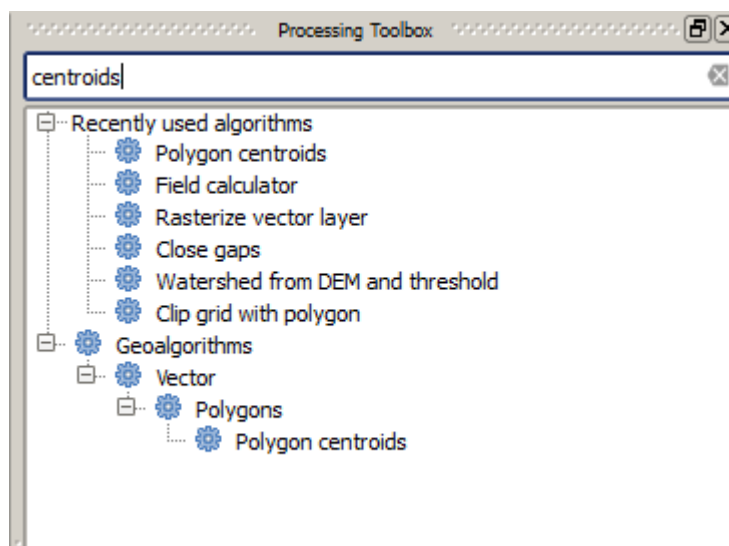 Processing Toolbox
centroids
Recently used algorithms
Polygon centroids
Field calculator
Rasterize vector layer
Close gaps
Watershed from DEM and threshold
Clip grid with polygon
Geoalgorithms
Vector
Polygons
Polygon centroids